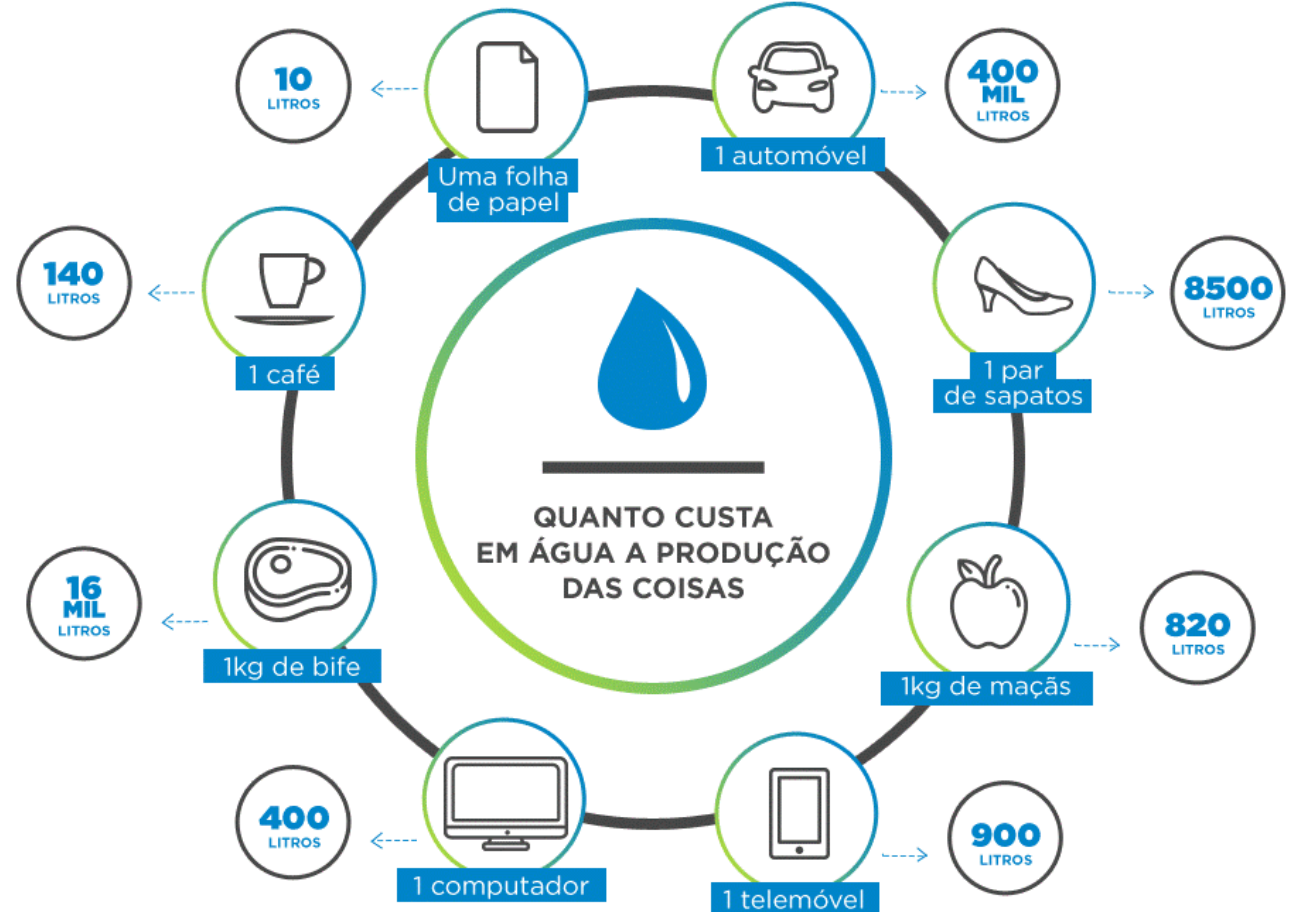 10
LITROS
Uma folha
de papel
1 automóvel
400
MIL
LITROS
140
LITROS
1 café
8500
LITROS
1 par
de sapatos
QUANTO CUSTA
EM ÁGUA A PRODUÇÃO
DAS COISAS
16
MIL
LITROS
1kg de bife
820
LITROS
1kg de maçãs
400
LITROS
1 computador
900
LITROS
1 telemóvel